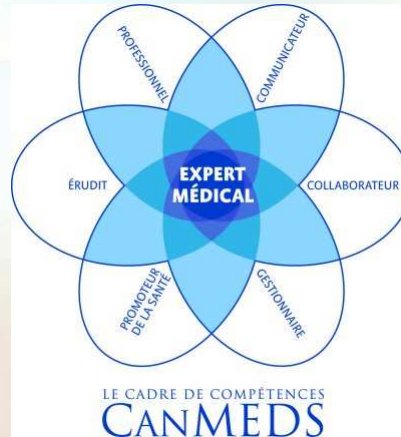 PROFESSIONNEL
COMMUNICATEUR
ÉRUDIT
EXPERT
MÉDICAL
COLLABORATEUR
PROMOTEUR
DE LA SANTÉ
GESTIONNAIRE
LE CADRE DE COMPÉTENCES
CANMEDS